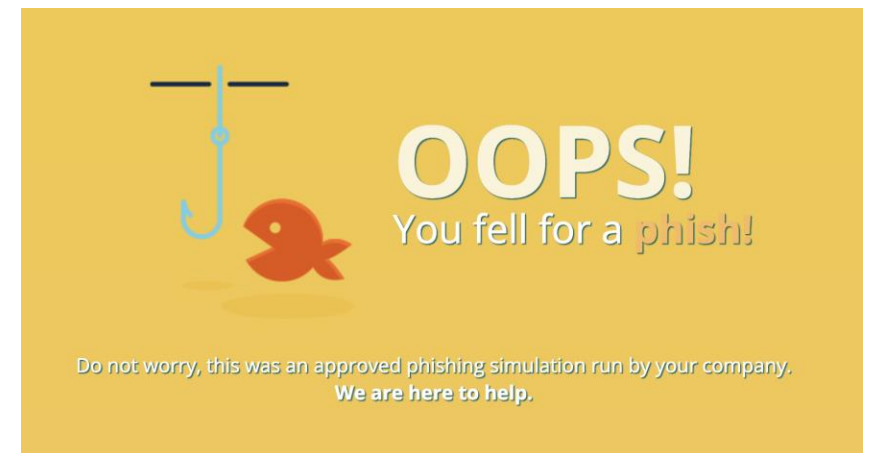 OOPS!
You fell for a phish!
Do not worry, this was an approved phishing simulation run by your company.
We are here to help.